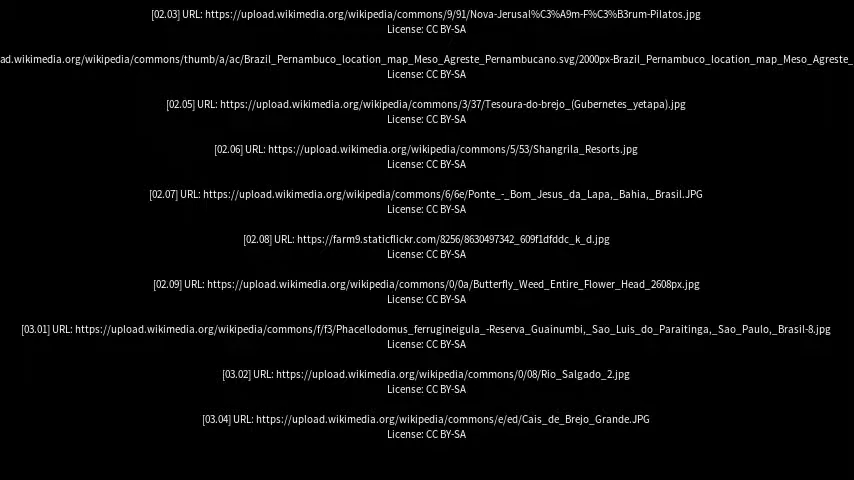 [02.03] URL: https://upload.wikimedia.org/wikipedia/commons/9/91/Nova-Jerusal%C3%A9m-F%C3%B3rum-Pilatos.jpg
License: CC BY-SA
ad.wikimedia.org/wikipedia/commons/thumb/a/ac/Brazil_Pernambuco_location_map_Meso_Agreste_Pernambucano.svg/2000px-Brazil_Pernambuco_location_map_Meso_Agreste_
License: CC BY-SA
[02.05] URL: https://upload.wikimedia.org/wikipedia/commons/3/37/Tesoura-do-brejo_(Gubernetes_yetapa).jpg
License: CC BY-SA
[02.06] URL: https://upload.wikimedia.org/wikipedia/commons/5/53/Shangrila_Resorts.jpg
License: CC BY-SA
[02.07] URL: https://upload.wikimedia.org/wikipedia/commons/6/6e/Ponte_-_Bom_Jesus_da_Lapa,_Bahia,_Brasil.JPG
License: CC BY-SA
[02.08] URL: https://farm9.staticflickr.com/8256/8630497342_609f1dfddc_k_d.jpg
License: CC BY-SA
[02.09] URL: https://upload.wikimedia.org/wikipedia/commons/0/0a/Butterfly_Weed_Entire_Flower_Head_2608px.jpg
License: CC BY-SA
[03.01] URL: https://upload.wikimedia.org/wikipedia/commons/f/f3/Phacellodomus_ferrugineigula_-Reserva_Guainumbi,_Sao_Luis_do_Paraitinga,_Sao_Paulo,_Brasil-8.jpg
License: CC BY-SA
[03.02] URL: https://upload.wikimedia.org/wikipedia/commons/0/08/Rio_Salgado_2.jpg
License: CC BY-SA
[03.04] URL: https://upload.wikimedia.org/wikipedia/commons/e/ed/Cais_de_Brejo_Grande.JPG
License: CC BY-SA